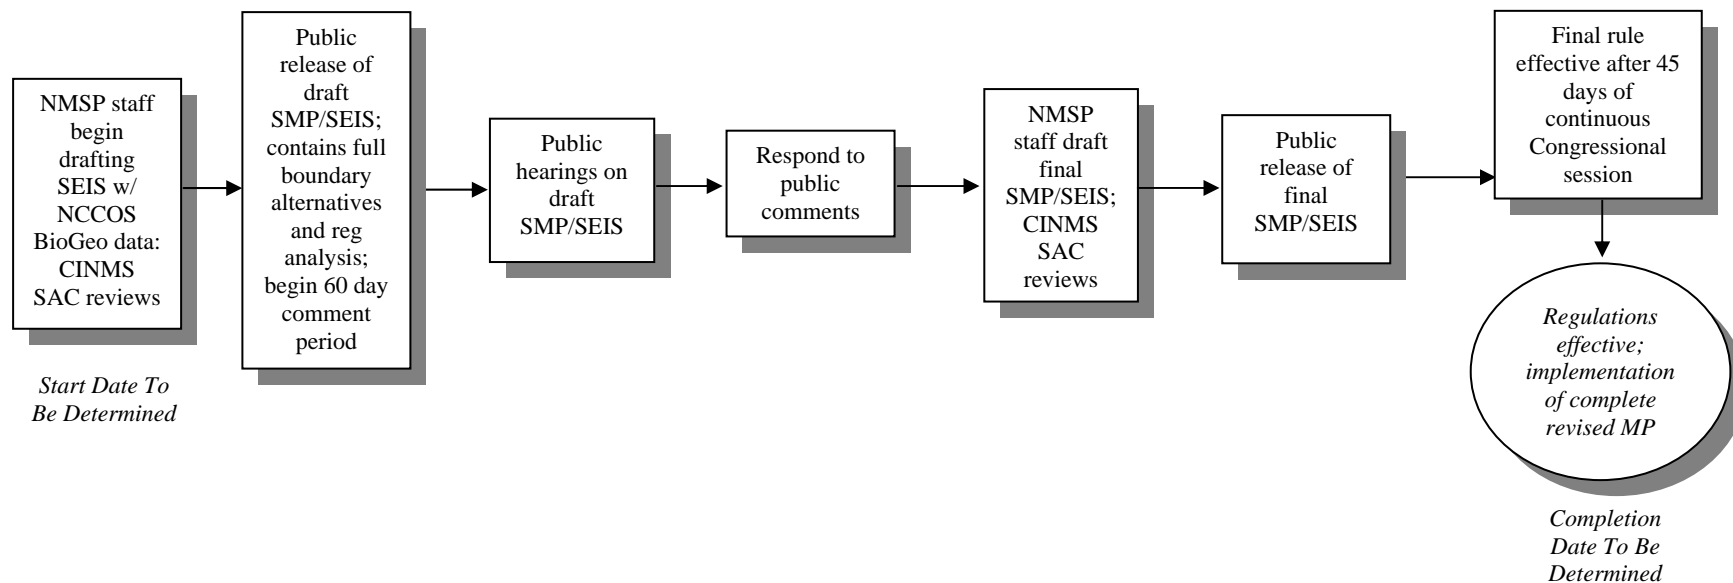 NMSP staff
begin
drafting
SEIS w/
NCCOS
BioGeo data:
CINMS
SAC reviews
Start Date To
Be Determined
Public
release of
draft
SMP/SEIS;
contains full
boundary
alternatives
and reg
analysis;
begin 60 day
comment
period
Public
hearings on
draft
SMP/SEIS
Respond to
public
comments
NMSP
staff draft
final
SMP/SEIS;
CINMS
SAC
reviews
Public
release of
final
SMP/SEIS
Final rule
effective after 45
days of
continuous
Congressional
session
Regulations
effective;
implementation
of complete
revised MP
Completion
Date To Be
Determined